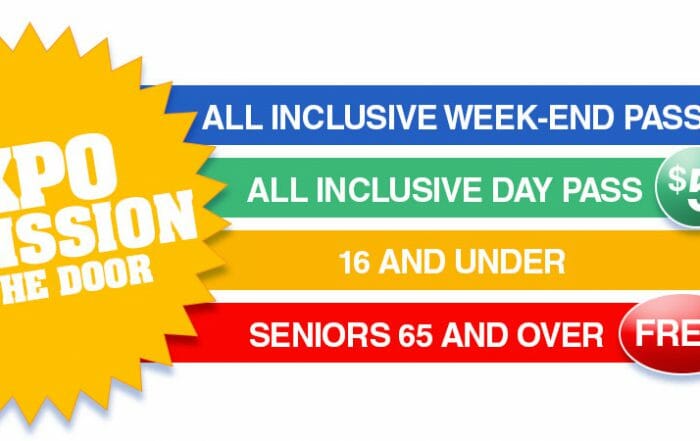 XPO
ISSION
HE DOOR
ALL INCLUSIVE WEEK-END PASS
ALL INCLUSIVE DAY PASS $5
16 AND UNDER
SENIORS 65 AND OVER FRE